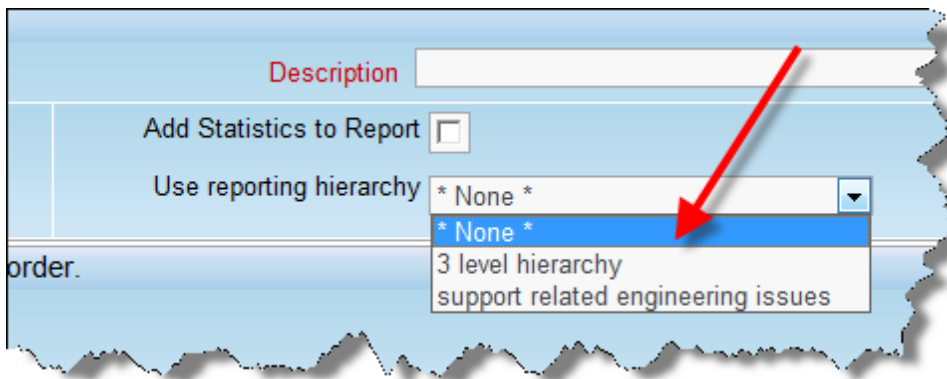 Description
Add Statistics to Report
Use reporting hierarchy * None *
* None *
3 level hierarchy
support related engineering issues
order.